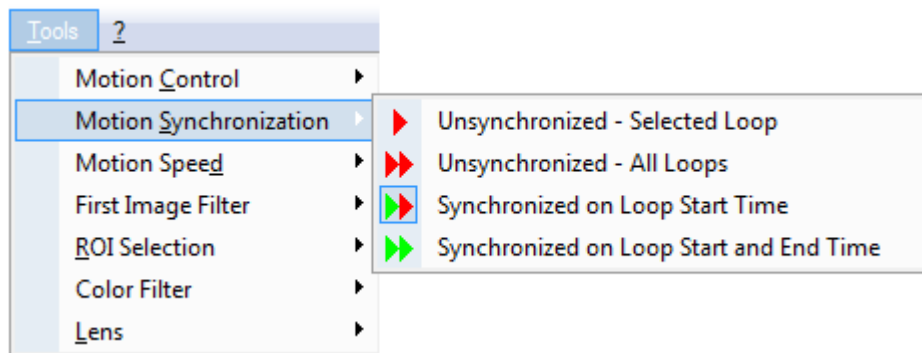 Tools ?
Motion Control
Motion Synchronization
Motion Speed
First Image Filter
ROI Selection
Color Filter
Lens
Unsynchronized - Selected Loop
Unsynchronized - All Loops
Synchronized on Loop Start Time
Synchronized on Loop Start and End Time